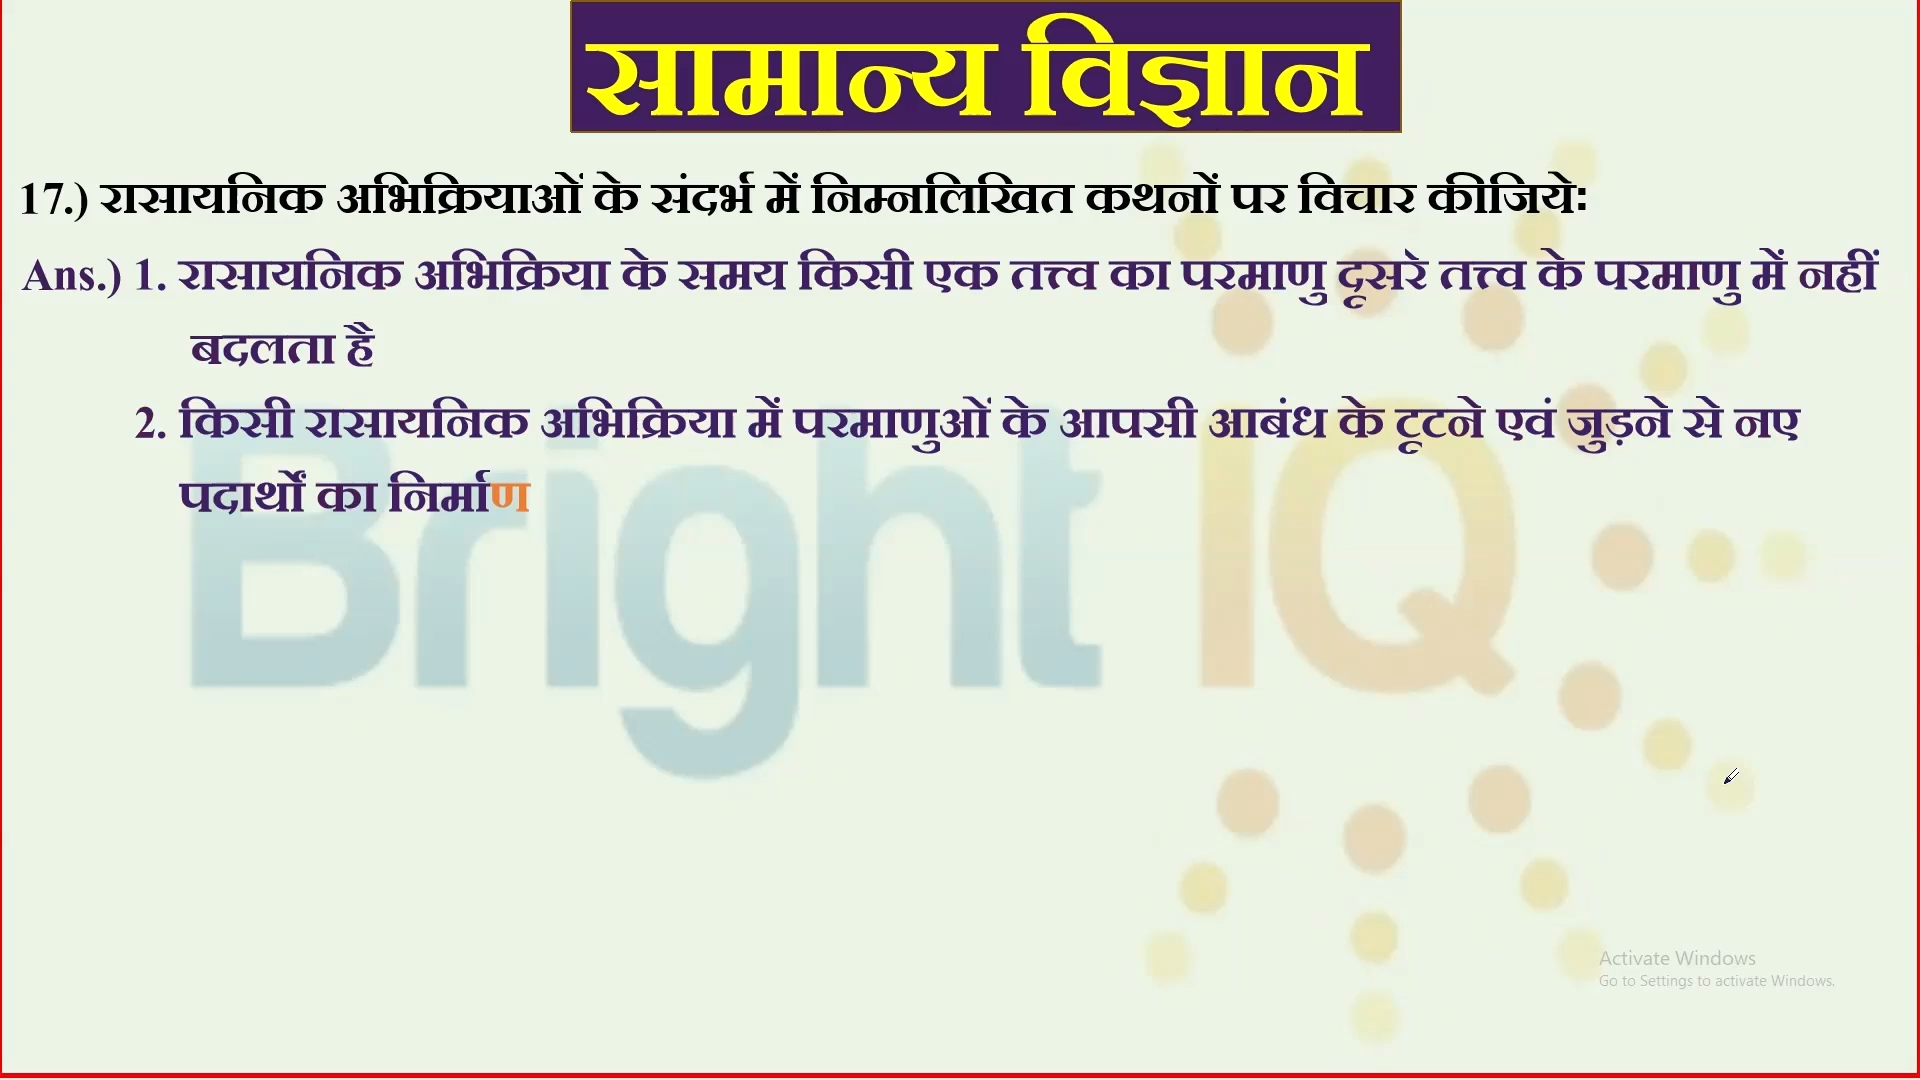 सामान्य विज्ञान
17.) रासायनिक अभिक्रियाओं के संदर्भ में निम्नलिखित कथनों पर विचार कीजिये:
Ans.) 1. रासायनिक अभिक्रिया के समय किसी एक तत्त्व का परमाणु दूसरे तत्त्व के परमाणु में नहीं
बदलता है
2. किसी रासायनिक अभिक्रिया में परमाणुओं के आपसी आबंध के टूटने एवं जुड़ने से नए
पदार्थों का निर्माण
Bright IQ
Activate Windows
Go to Settings to activate Windows.